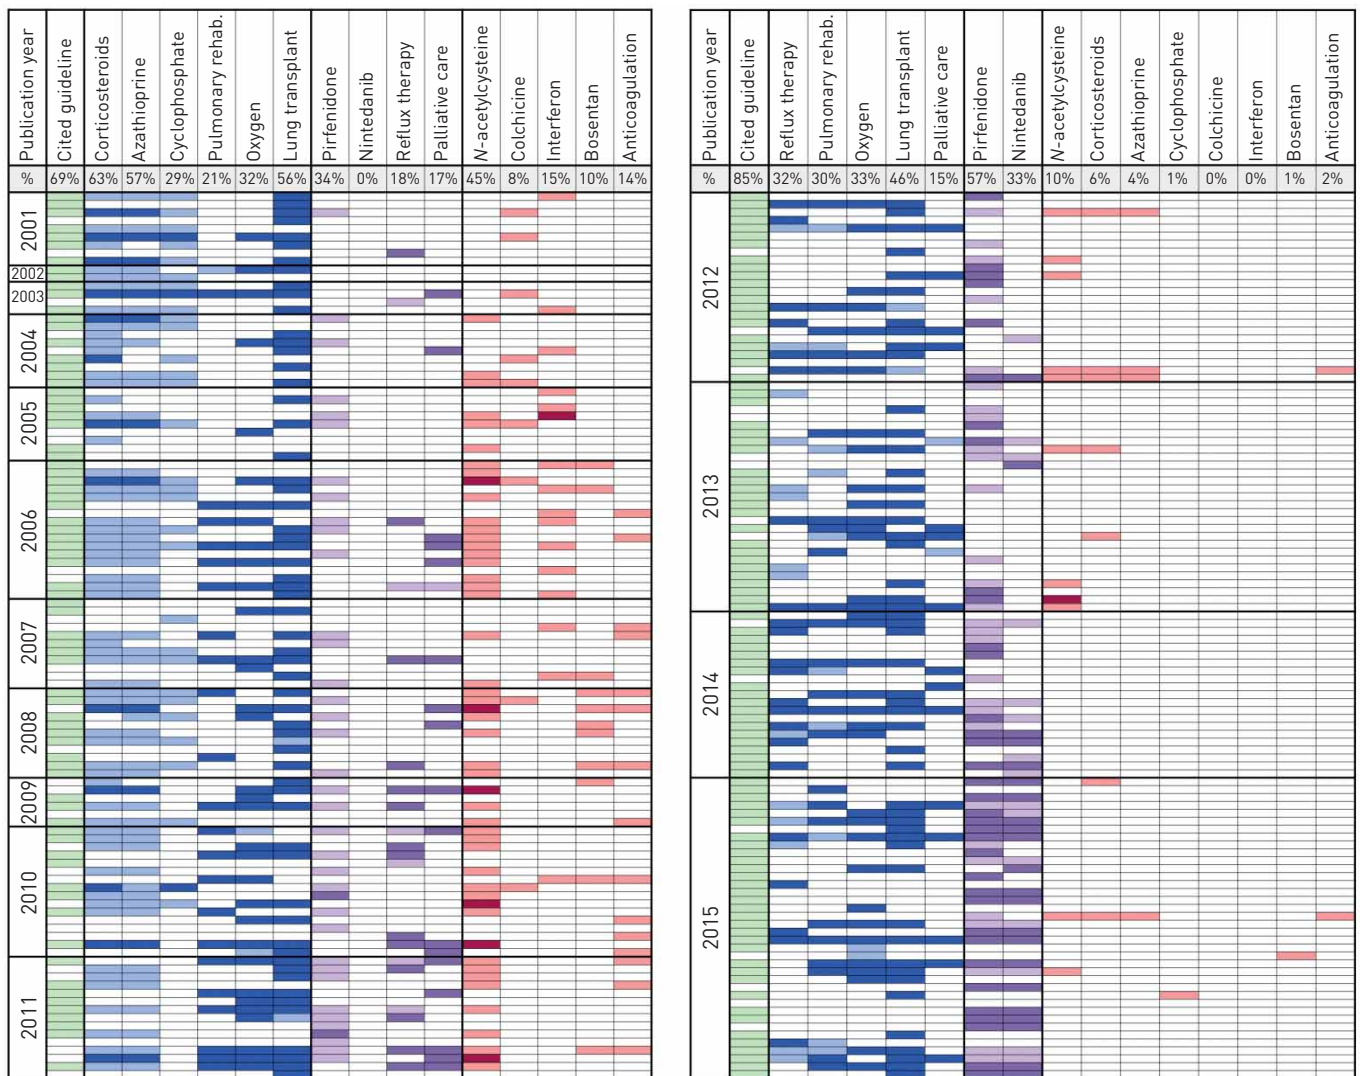 Publication year
Cited guideline
Corticosteroids
Azathioprine
Cyclophosphate
Pulmonary rehab.
Oxygen
Lung transplant
Pirfenidone
Nintedanib
Reflux therapy
Palliative care
N-acetylcysteine
Colchicine
Interferon
Bosentan
Anticoagulation
% 69% 63% 57% 29% 21% 32% 56% 34% 0% 18% 17% 45% 8% 15% 10% 14%
2001
2002
2003
2004
2005
2006
2007
2008
2009
2010
2011
Publication year
Cited guideline
Reflux therapy
Pulmonary rehab.
Oxygen
Lung transplant
Palliative care
Pirfenidone
Nintedanib
N-acetylcysteine
Corticosteroids
Azathioprine
Cyclophosphate
Colchicine
Interferon
Bosentan
Anticoagulation
% 85% 32% 30% 33% 46% 15% 57% 33% 10% 6% 4% 1% 0% 0% 1% 2%
2012
2013
2014
2015